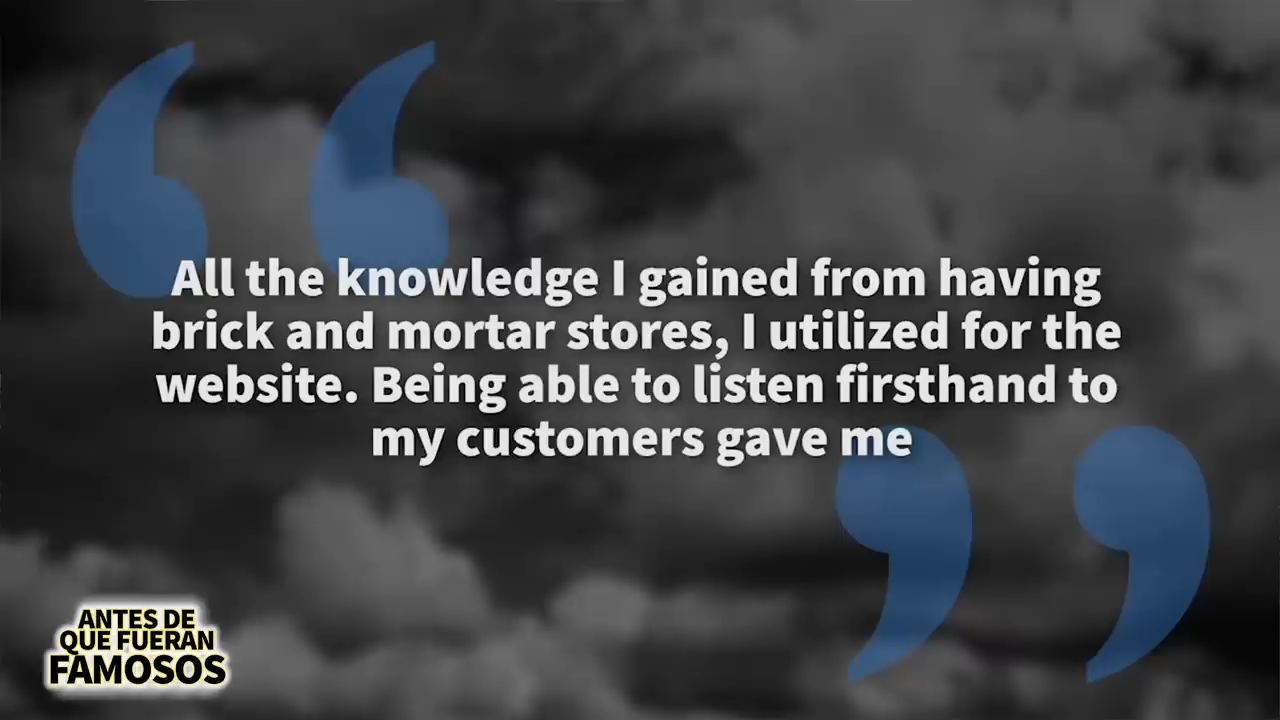 All the knowledge I gained from having
brick and mortar stores, I utilized for the
website. Being able to listen firsthand to
my customers gave me
ANTES DE
QUE FUERAN
FAMOSOS